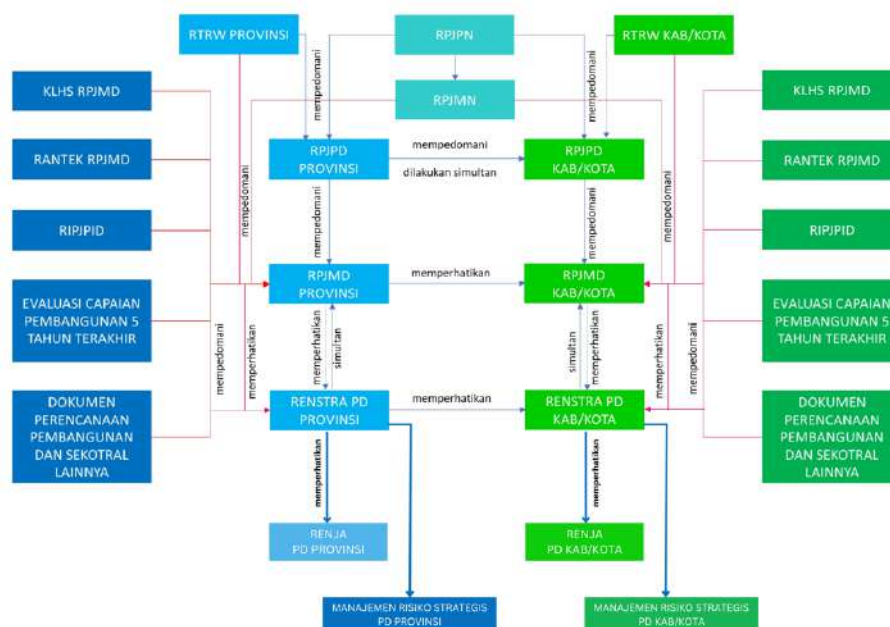 RTRW PROVINSI
RPJPN
RTRW KAB/KOTA
mempedomani
mempedomani
KLHS RPJMD
RPJMN
KLHS RPJMD
RANTEK RPJMD
mempedomani
RPJPD
PROVINSI
mempedomani
dilakukan simultan
RPJPD
KAB/KOTA
mempedomani
RANTEK RPJMD
RIPJPID
mempedomani
mempedomani
RIPJPID
RPJMD
PROVINSI
memperhatikan
RPJMD
KAB/KOTA
EVALUASI CAPAIAN
PEMBANGUNAN 5
TAHUN TERAKHIR
mempedomani
memperhatikan
memperhatikan
simultan
simultan
memperhatikan
memperhatikan
mempedomani
EVALUASI CAPAIAN
PEMBANGUNAN 5
TAHUN TERAKHIR
DOKUMEN
PERENCANAAN
PEMBANGUNAN
DAN SEKOTRAL
LAINNYA
RENSTRA PD
PROVINSI
memperhatikan
RENSTRA PD
KAB/KOTA
DOKUMEN
PERENCANAAN
PEMBANGUNAN
DAN SEKOTRAL
LAINNYA
memperhatikan
memperhatikan
RENJA
PD PROVINSI
RENJA
PD KAB/KOTA
MANAJEMEN RISIKO STRATEGIS
PD PROVINSI
MANAJEMEN RISIKO STRATEGIS
PD KAB/KOTA